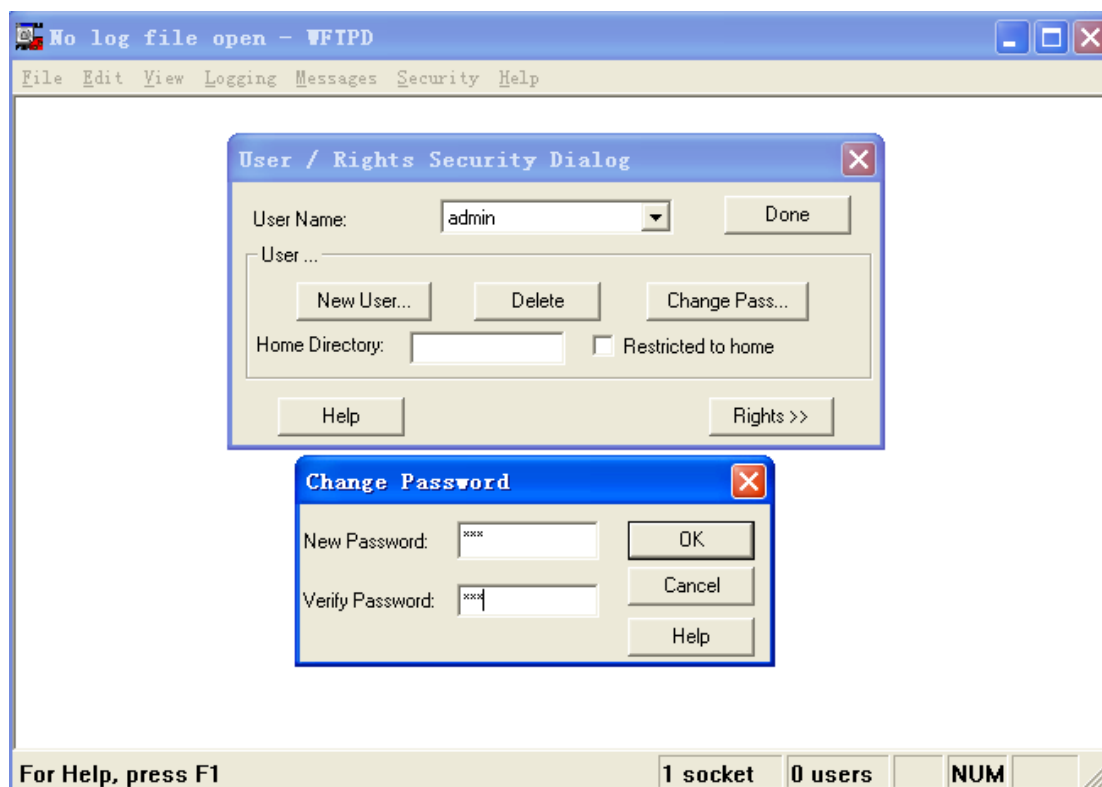 No log file open - WFTPD
File Edit View Logging Messages Security Help
User / Rights Security Dialog
User Name: admin Done
User ...
New User... Delete Change Pass...
Home Directory: Restricted to home
Help Rights >>
Change Password
New Password: *** OK
Cancel
Verify Password: ***
Help
For Help, press F1 1 socket 0 users NUM